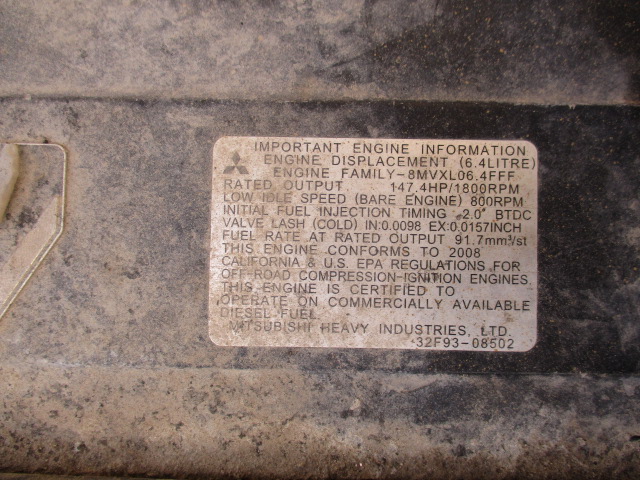 IMPORTANT ENGINE INFORMATION
ENGINE DISPLACEMENT (6.4LITRE)
ENGINE FAMILY-8MVXL06.4FFF
RATED OUTPUT 147.4HP/1800RPM
LOW IDLE SPEED (BARE ENGINE) 800RPM
INITIAL FUEL INJECTION TIMING -2.0° BTDC
VALVE LASH (COLD) IN:0.0098 EX:0.0157INCH
FUEL RATE AT RATED OUTPUT 91.7mm³/st
THIS ENGINE CONFORMS TO 2008
CALIFORNIA & U.S. EPA REGULATIONS FOR
OFF-ROAD COMPRESSION-IGNITION ENGINES.
THIS ENGINE IS CERTIFIED TO
OPERATE ON COMMERCIALLY AVAILABLE
DIESEL FUEL.
MITSUBISHI HEAVY INDUSTRIES, LTD.
32F93-08502